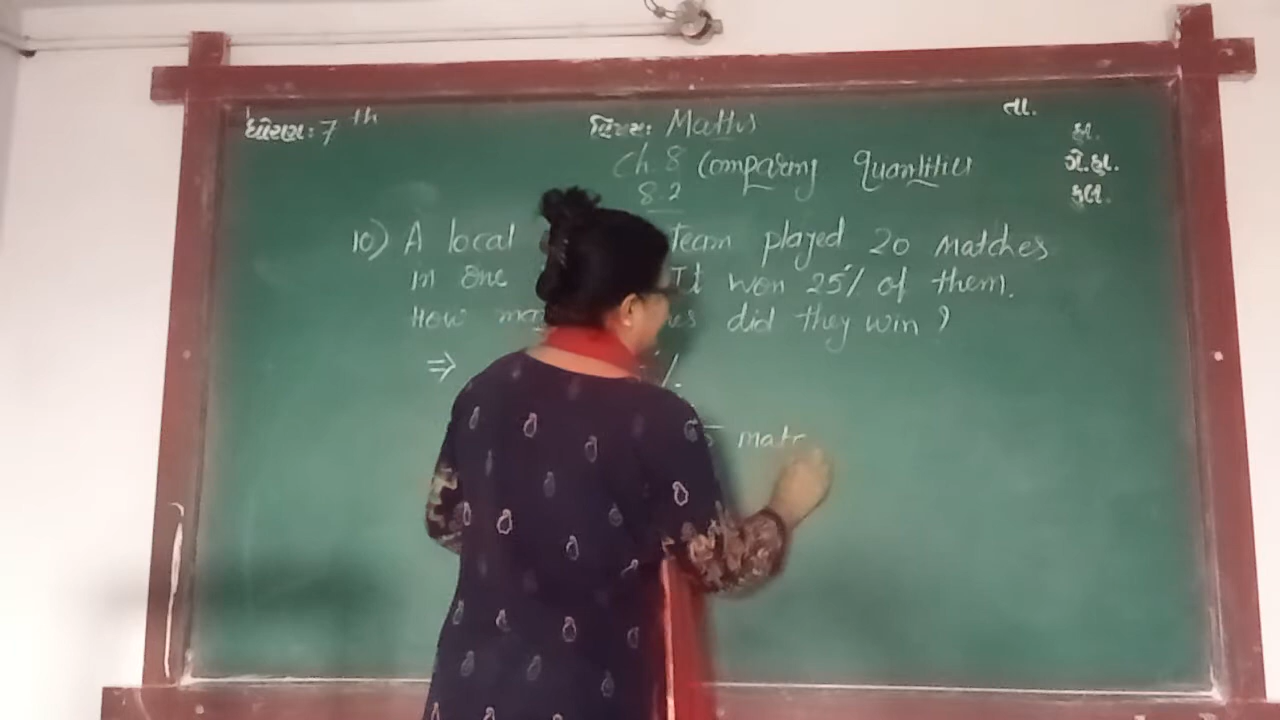 ધોરણ: 7th
વિષય: Maths
તા.
Ch. 8 Comparing Quantities
હા.
ગે.હા.
8.2
કુલ.
10) A local team played 20 matches
in one It won 25% of them.
How did they win ?
⇒ %
5